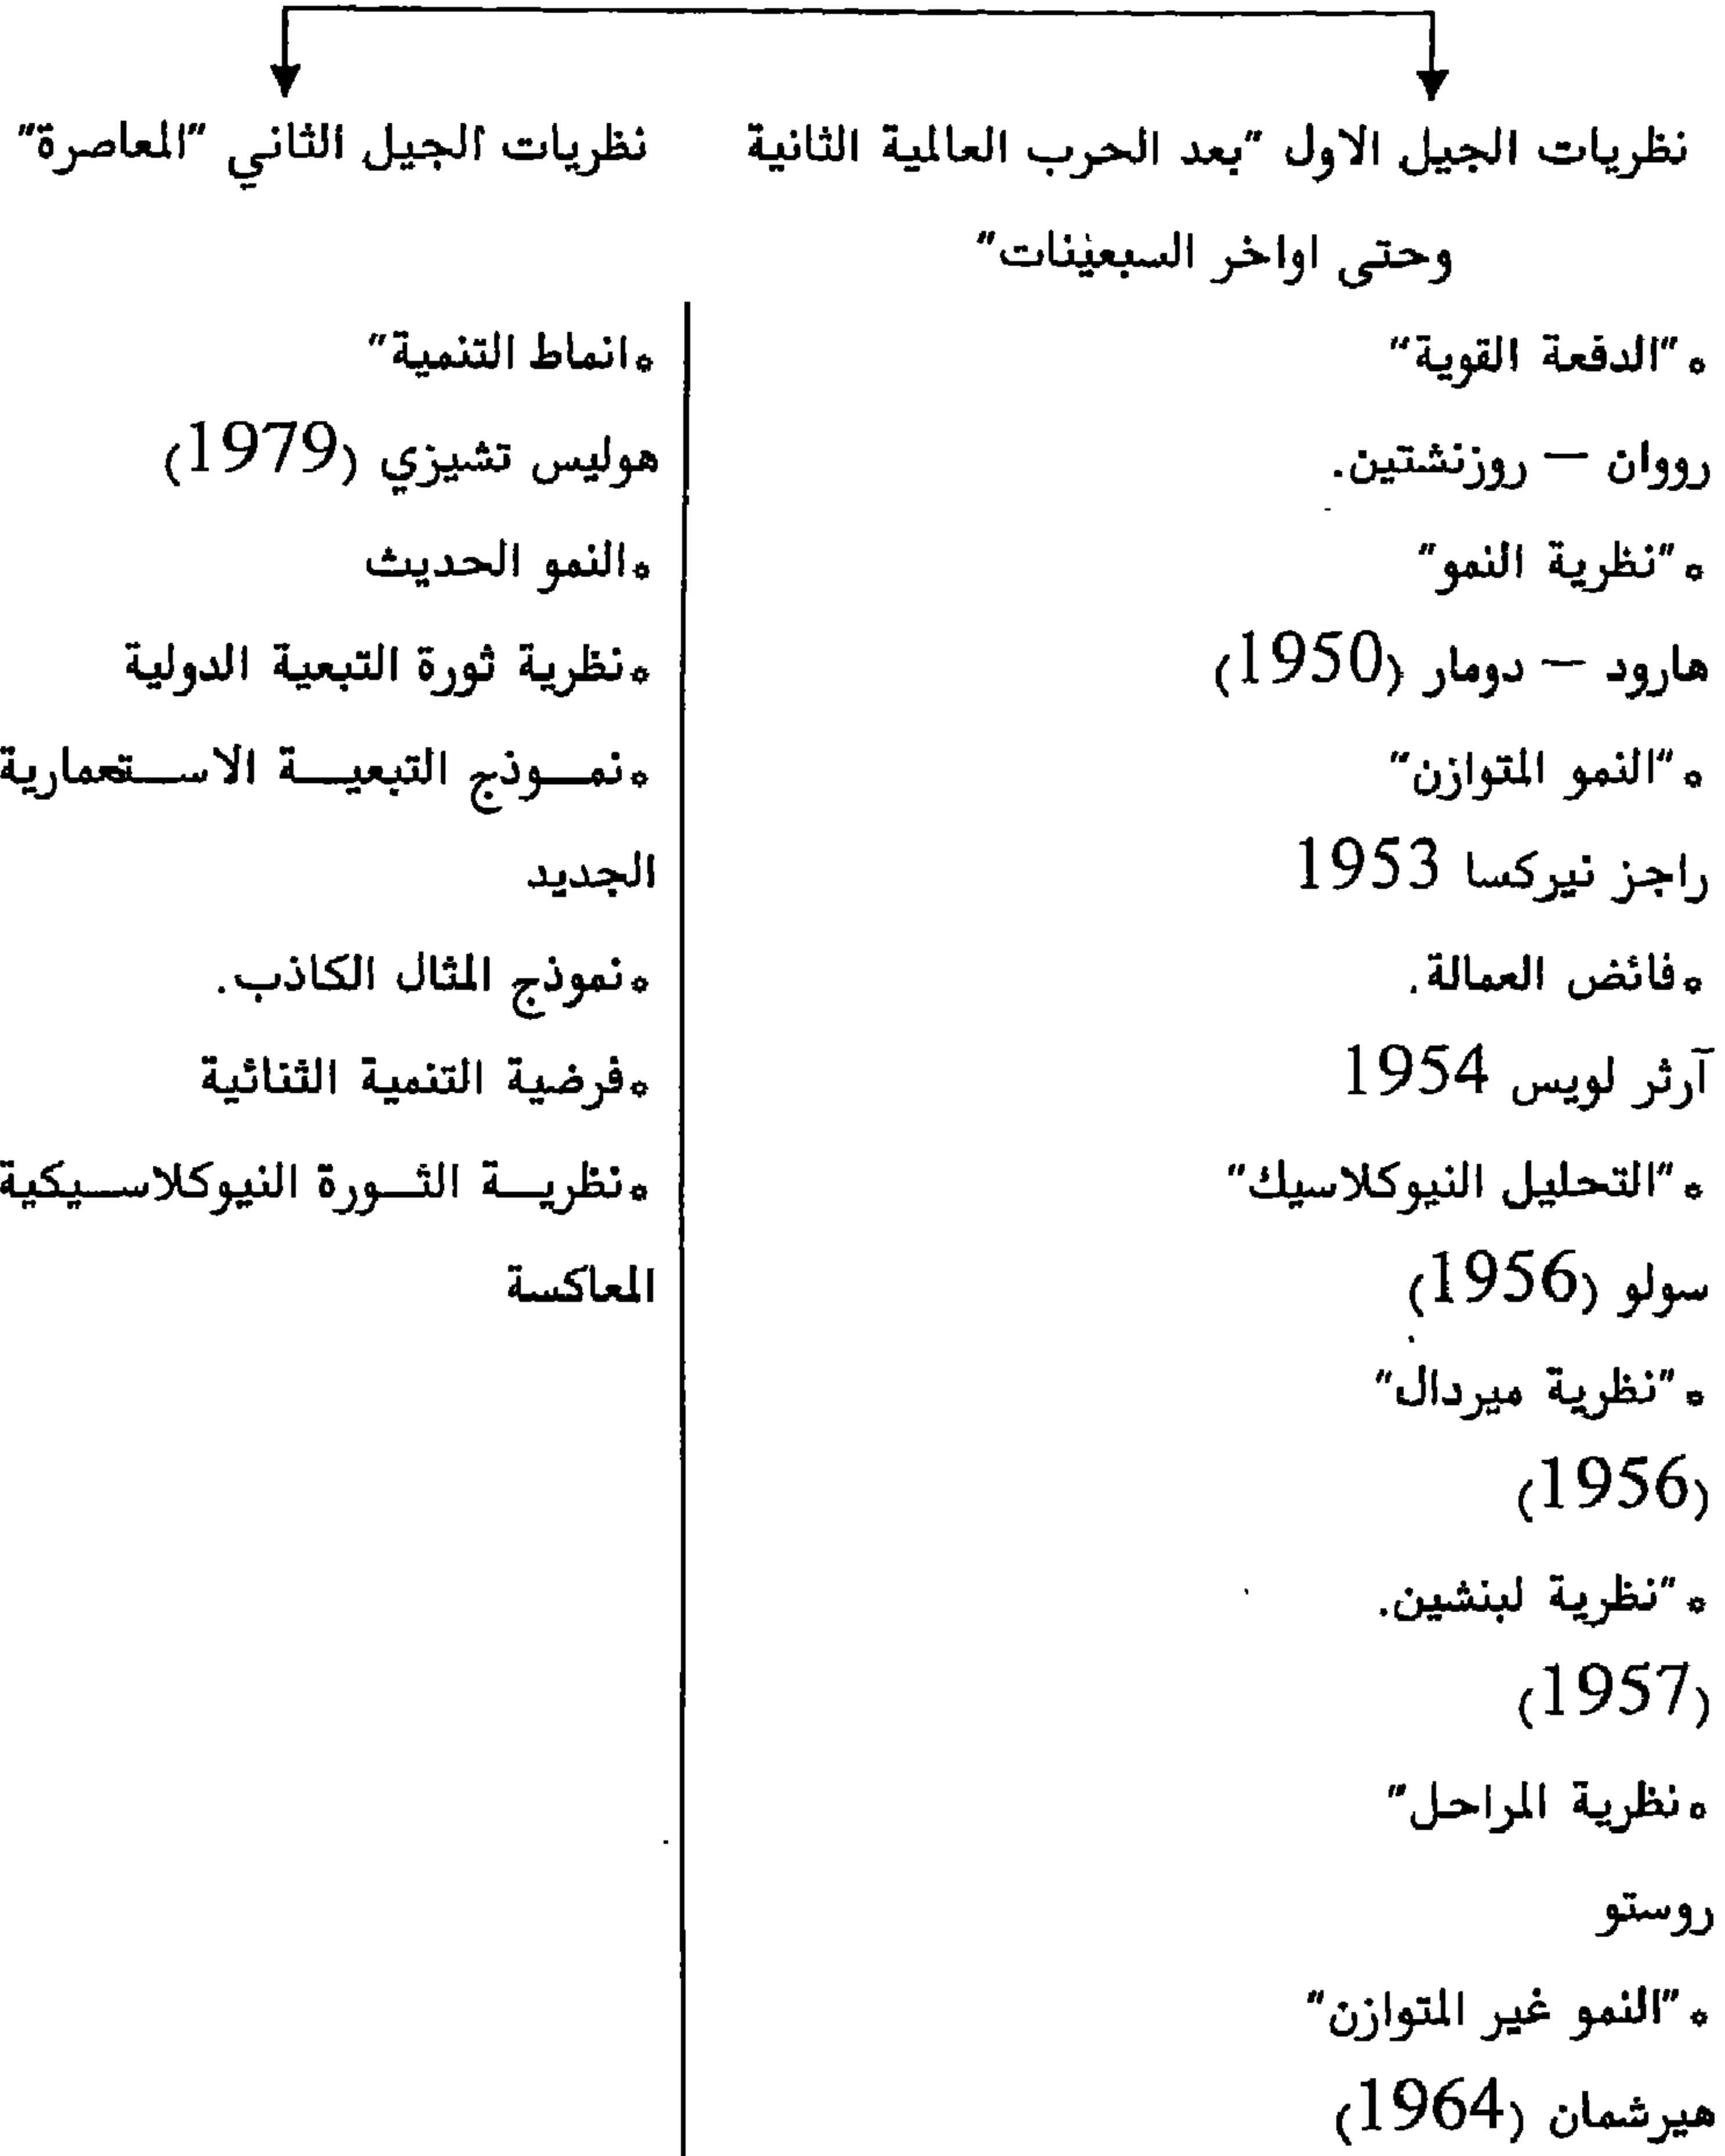 نظريات الجيل الاول "بعد الحرب العالمية الثانية
وحتى اواخر السبعينات"
*"الدفعة القوية"
رووان — روزنشتين.
*"نظرية النمو"
هارود — دومار (1950)
*"النمو المتوازن"
راجز نيركسا 1953
*فائض العمالة.
آرثر لويس 1954
*"التحليل النيوكلاسيك"
سولو (1956)
*"نظرية ميردال"
(1956)
*"نظرية لبنشين.
(1957)
*نظرية المراحل"
روستو
*"النمو غير المتوازن"
هيرشمان (1964)
نظريات الجيل الثاني "المعاصرة"
*انماط التنمية"
هوليس تشيزي (1979)
*النمو الحديث
*نظرية ثورة التبعية الدولية
*نموذج التبعية الاستعمارية
الجديد
*نموذج المثال الكاذب.
*فرضية التنمية الثنائية
*نظرية الثورة النيوكلاسيكية
المعاكسة